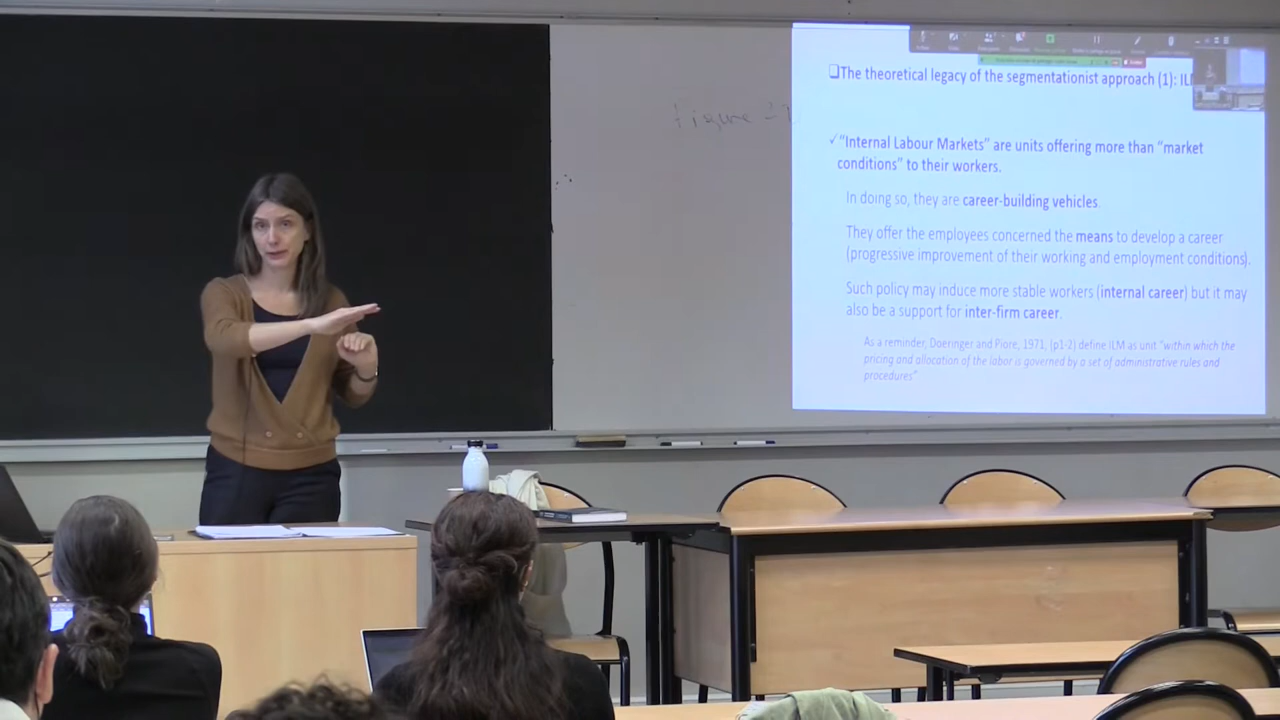 ❑The theoretical legacy of the segmentationist approach (1): ILM
✓"Internal Labour Markets" are units offering more than "market
conditions" to their workers.
In doing so, they are career-building vehicles.
They offer the employees concerned the means to develop a career
(progressive improvement of their working and employment conditions).
Such policy may induce more stable workers (internal career) but it may
also be a support for inter-firm career.
As a reminder, Doeringer and Piore, 1971, (p1-2) define ILM as unit "within which the
pricing and allocation of the labor is governed by a set of administrative rules and
procedures"
Figure